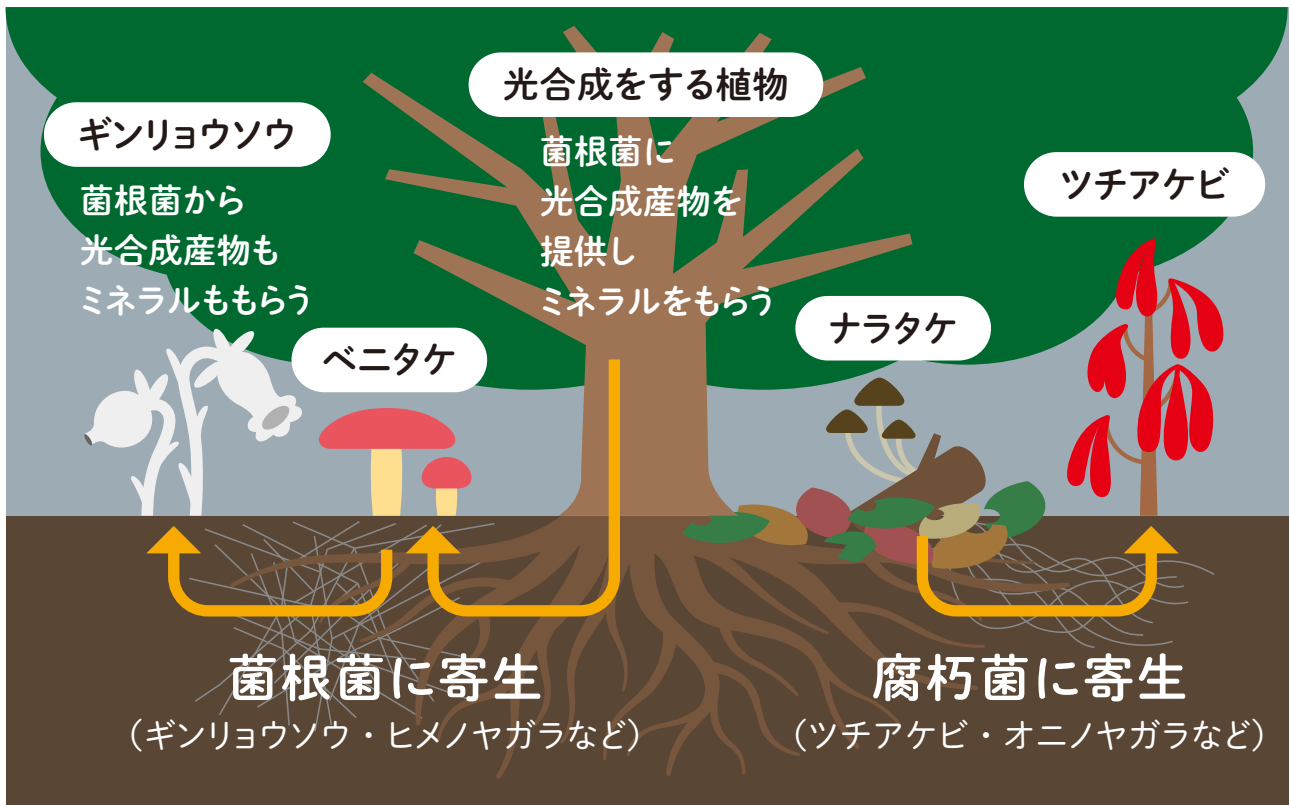 光合成をする植物
菌根菌に
光合成産物を
提供し
ミネラルをもらう
ギンリョウソウ
菌根菌から
光合成産物も
ミネラルももらう
ベニタケ
ナラタケ
ツチアケビ
菌根菌に寄生
（ギンリョウソウ・ヒメノヤガラなど）
腐朽菌に寄生
（ツチアケビ・オニノヤガラなど）